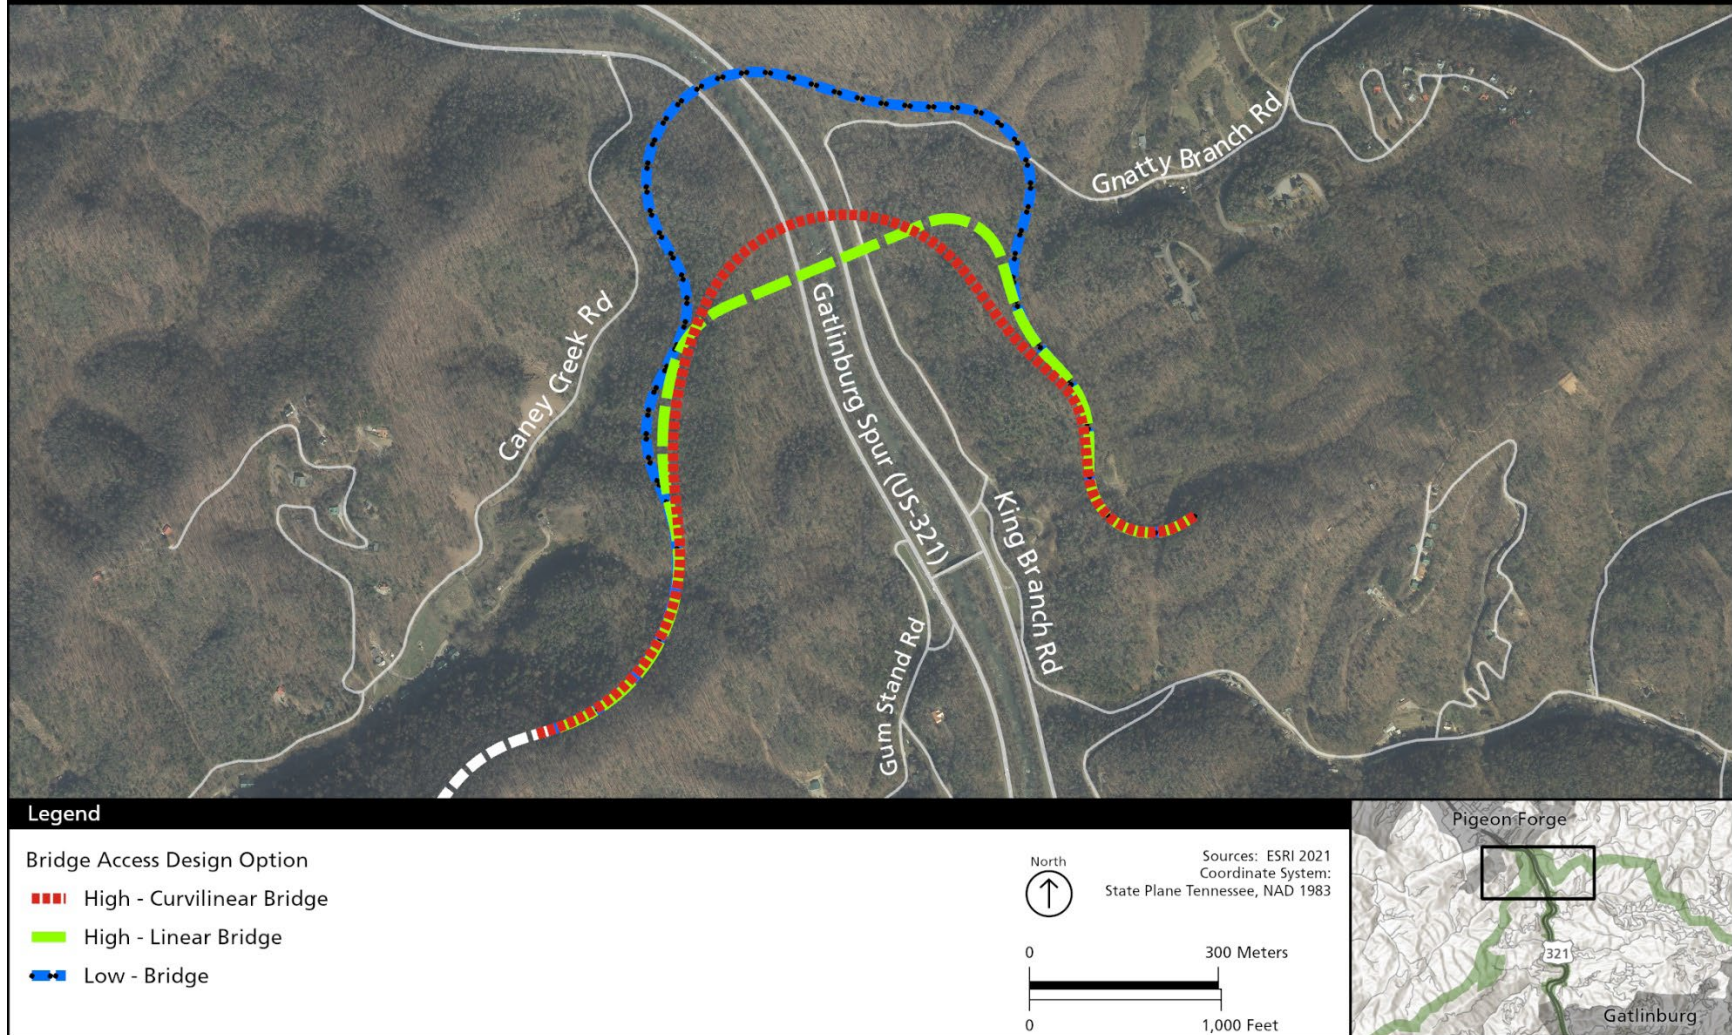 Gnatty Branch Rd
Caney Creek Rd
Gatlinburg Spur (US-321)
King Branch Rd
Gum Stand Rd
Legend
Bridge Access Design Option
High - Curvilinear Bridge
High - Linear Bridge
Low - Bridge
North
Sources: ESRI 2021
Coordinate System:
State Plane Tennessee, NAD 1983
0 300 Meters
0 1,000 Feet
Pigeon Forge
321
Gatlinburg